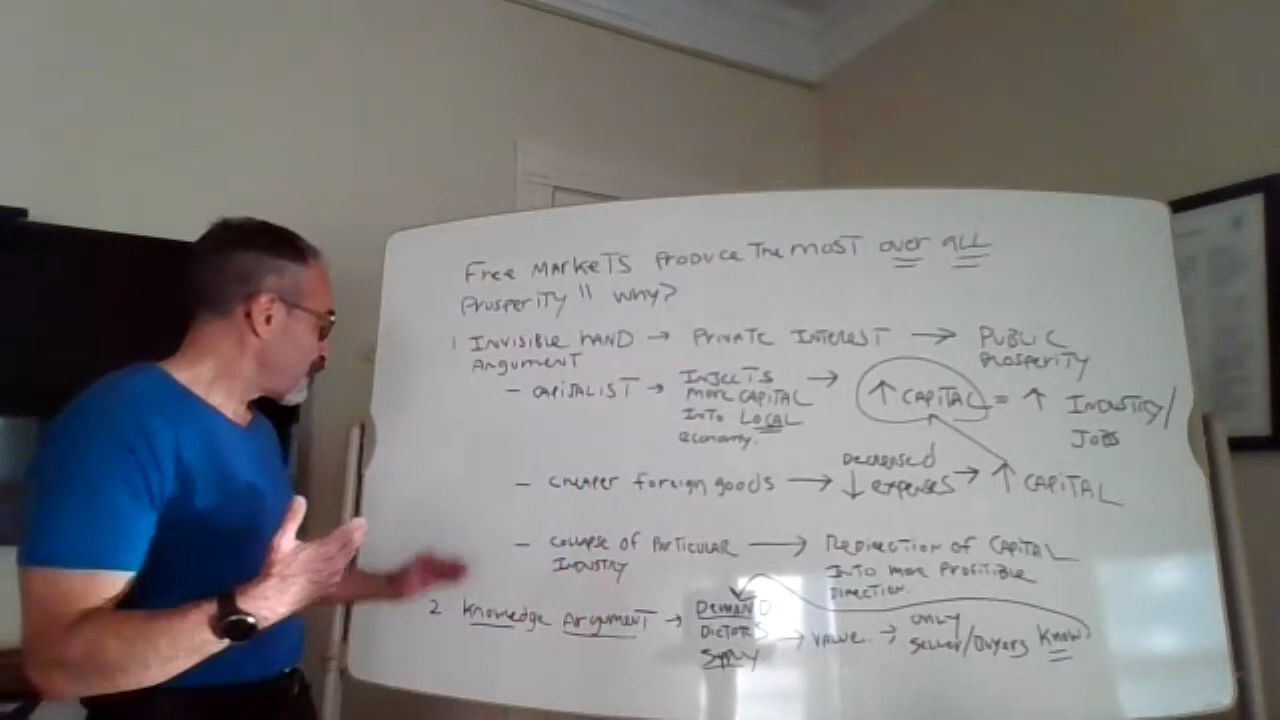 Free Markets Produce The most over all
Prosperity" Why?
1 Invisible Hand → Private Interest → Public
Argument Prosperity
- Capitalist → Injects → ↑ Capital = ↑ Industry/
more capital Jobs
Into Local
economy.
- Cheaper foreign goods → Decreased
↓ expenses → ↑ Capital
- Collapse of Particular → Redirection of Capital
Industry Into more Profitible
Direction.
2 Knowledge Argument → Demand
Dictors → Value → only
Supply Seller/Buyers Know